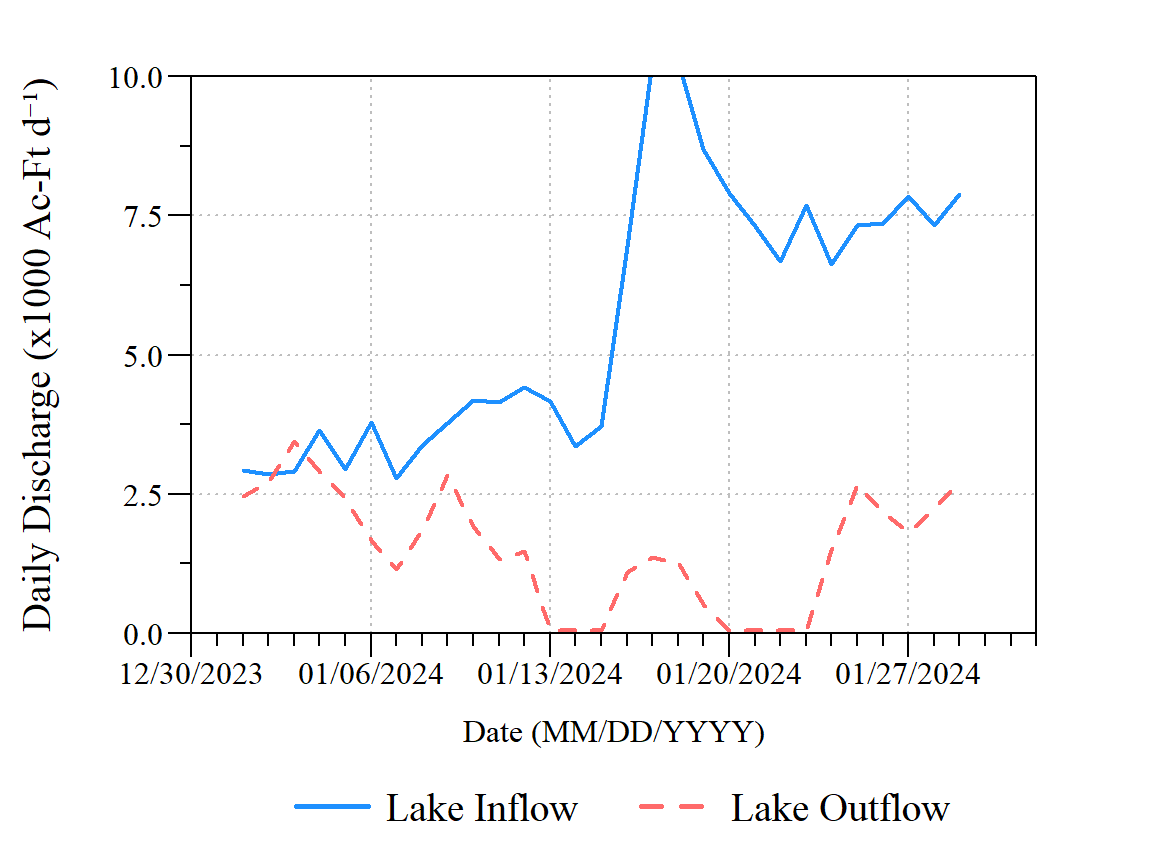 Daily Discharge (x1000 Ac-Ft d⁻¹)
10.0
7.5
5.0
2.5
0.0
12/30/2023 01/06/2024 01/13/2024 01/20/2024 01/27/2024
Date (MM/DD/YYYY)
Lake Inflow Lake Outflow